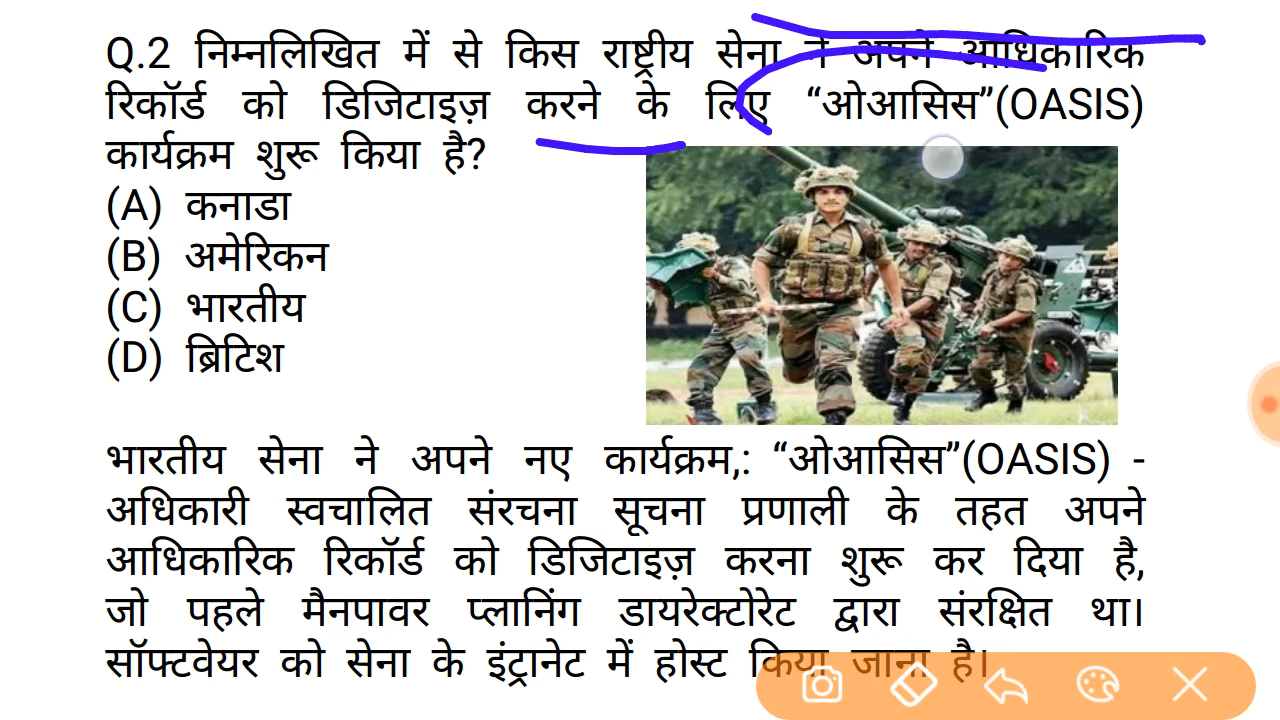 Q.2 निम्नलिखित में से किस राष्ट्रीय सेना ने अपने आधिकारिक
रिकॉर्ड को डिजिटाइज़ करने के लिए “ओआसिस”(OASIS)
कार्यक्रम शुरू किया है?
(A) कनाडा
(B) अमेरिकन
(C) भारतीय
(D) ब्रिटिश
भारतीय सेना ने अपने नए कार्यक्रम,: “ओआसिस”(OASIS) -
अधिकारी स्वचालित संरचना सूचना प्रणाली के तहत अपने
आधिकारिक रिकॉर्ड को डिजिटाइज़ करना शुरू कर दिया है,
जो पहले मैनपावर प्लानिंग डायरेक्टोरेट द्वारा संरक्षित था।
सॉफ्टवेयर को सेना के इंट्रानेट में होस्ट किया जाना है।